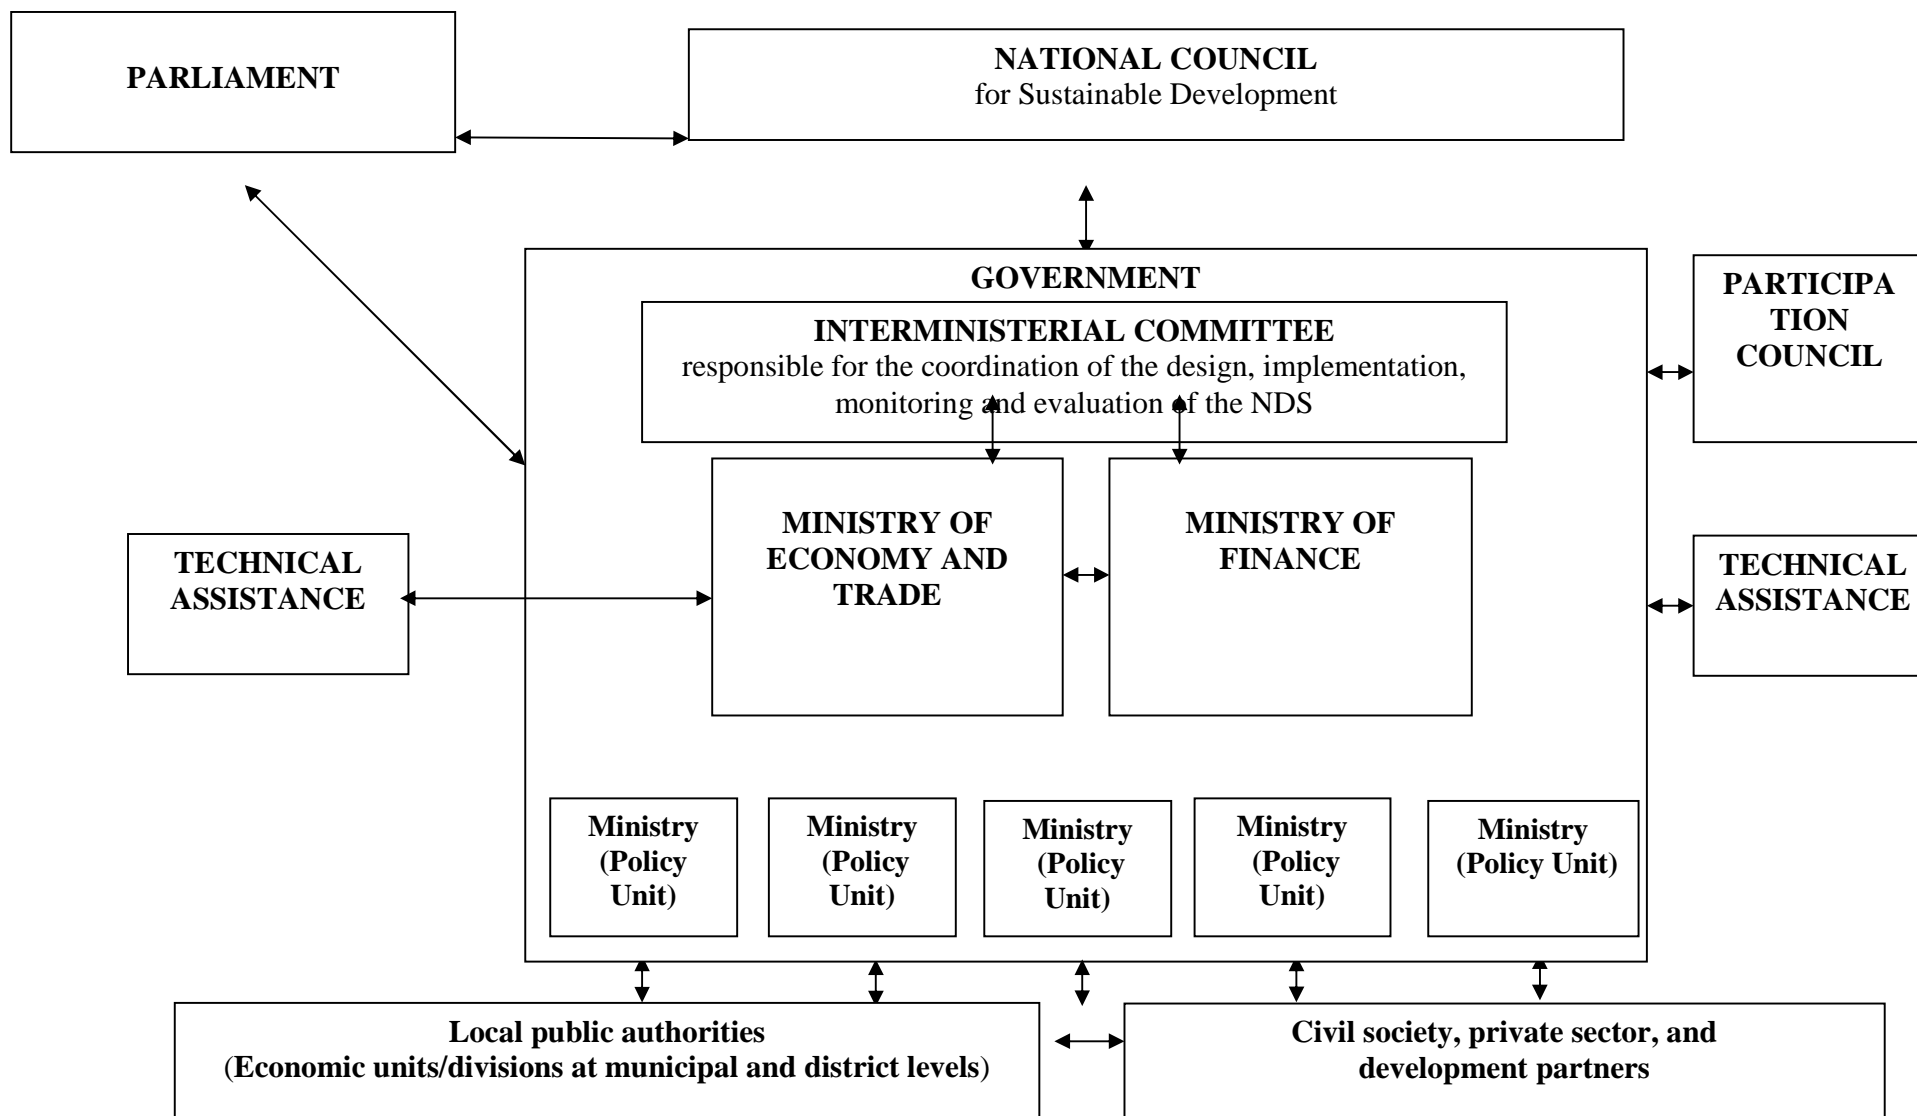 PARLIAMENT
NATIONAL COUNCIL
for Sustainable Development
GOVERNMENT
INTERMINISTERIAL COMMITTEE
responsible for the coordination of the design, implementation,
monitoring and evaluation of the NDS
PARTICIPA
TION
COUNCIL
MINISTRY OF
ECONOMY AND
TRADE
MINISTRY OF
FINANCE
TECHNICAL
ASSISTANCE
TECHNICAL
ASSISTANCE
Ministry
(Policy
Unit)
Ministry
(Policy
Unit)
Ministry
(Policy
Unit)
Ministry
(Policy
Unit)
Ministry
(Policy Unit)
Local public authorities
(Economic units/divisions at municipal and district levels)
Civil society, private sector, and
development partners